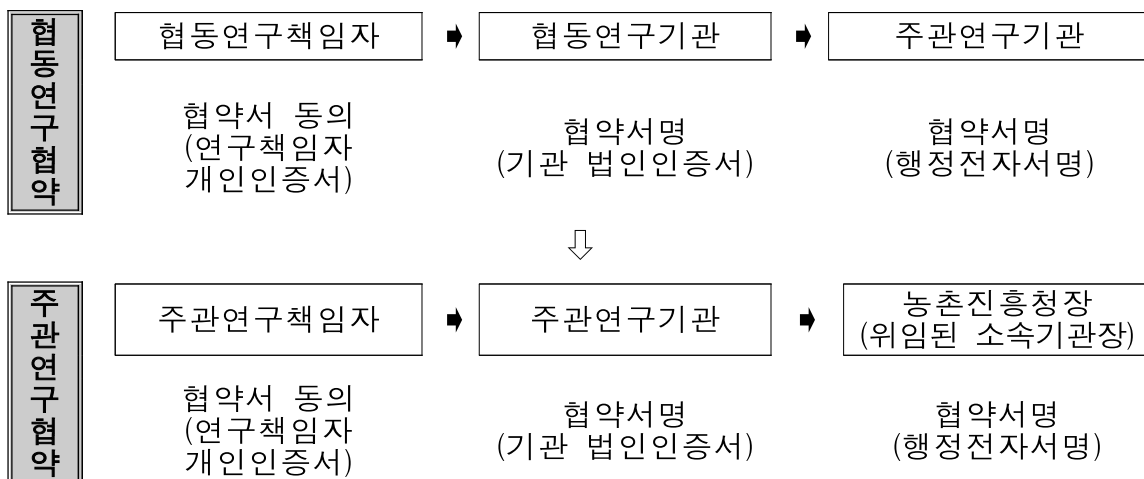 협동연구협약
협동연구책임자 ➡ 협동연구기관 ➡ 주관연구기관
협약서 동의
(연구책임자
개인인증서)
협약서명
(기관 법인인증서)
협약서명
(행정전자서명)
⇩
주관연구협약
주관연구책임자 ➡ 주관연구기관 ➡ 농촌진흥청장
(위임된 소속기관장)
협약서 동의
(연구책임자
개인인증서)
협약서명
(기관 법인인증서)
협약서명
(행정전자서명)